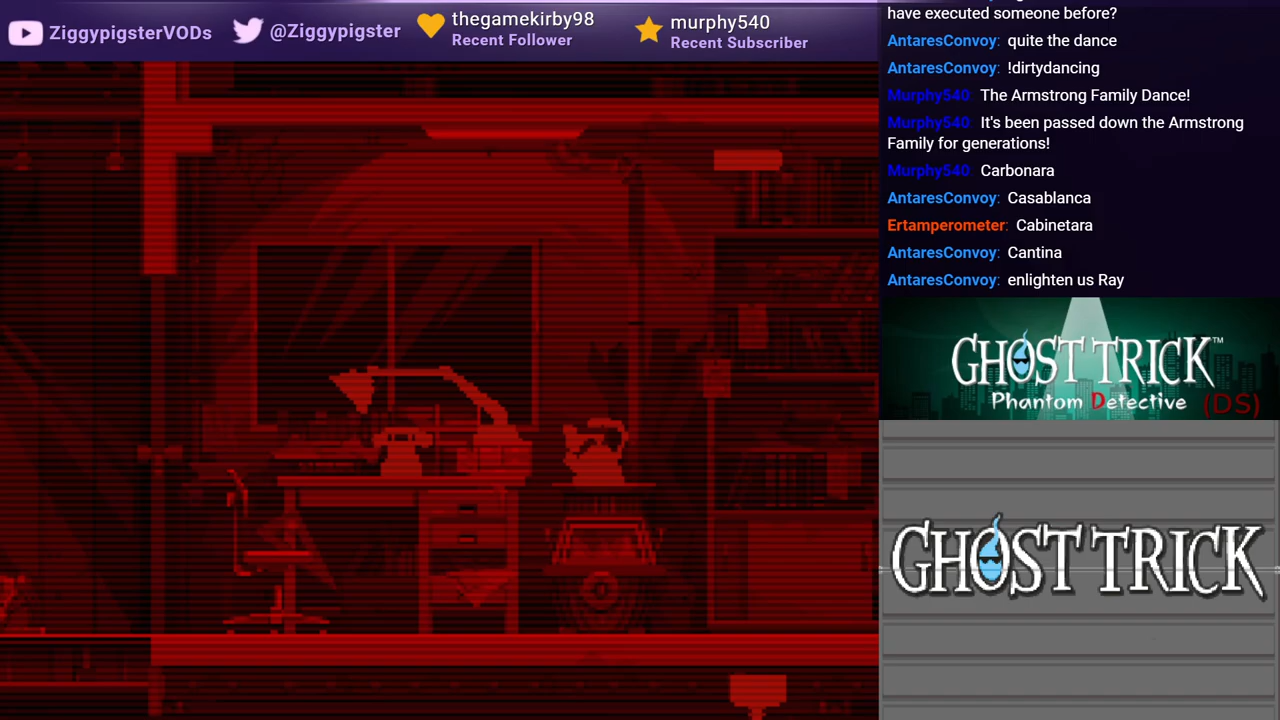 ZiggypigsterVODs
@Ziggypigster
thegamekirby98
Recent Follower
murphy540
Recent Subscriber
have executed someone before?
AntaresConvoy: quite the dance
AntaresConvoy: !dirtydancing
Murphy540: The Armstrong Family Dance!
Murphy540: It's been passed down the Armstrong
Family for generations!
Murphy540: Carbonara
AntaresConvoy: Casablanca
Ertamperometer: Cabinetara
AntaresConvoy: Cantina
AntaresConvoy: enlighten us Ray
GHOST TRICK™
Phantom Detective (DS)
GHOST TRICK